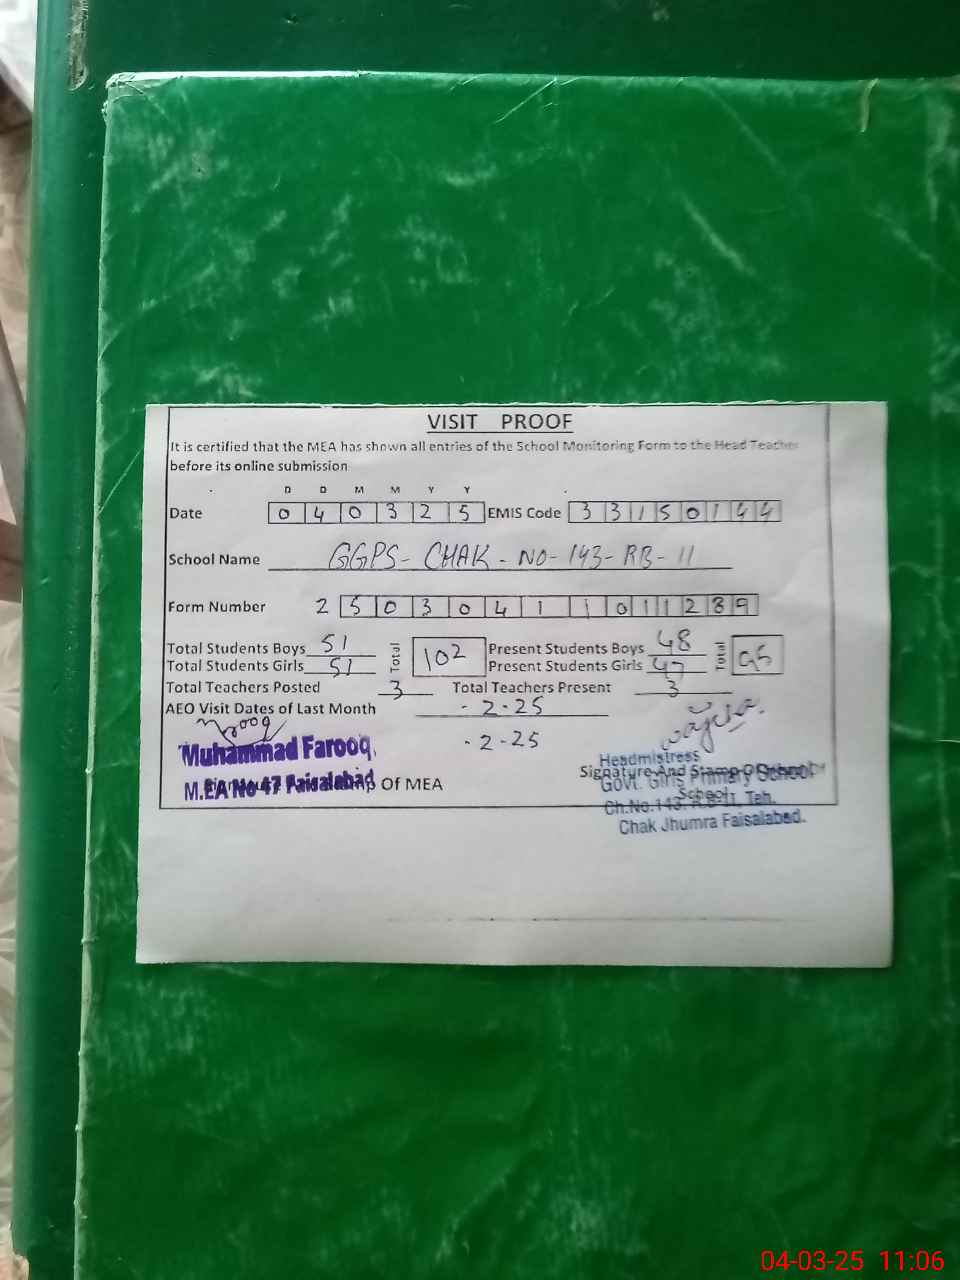 VISIT PROOF
It is certified that the MEA has shown all entries of the School Monitoring Form to the Head Teacher
before its online submission
D D M M Y Y
Date 0 4 0 3 2 5 EMIS Code 3 3 1 5 0 1 4 4
School Name GGPS- CHAK - NO- 143- RB- 11
Form Number 2 5 0 3 0 4 1 1 0 1 1 2 8 9
Total Students Boys 51 Total 102 Present Students Boys 48 Total 95
Total Students Girls 51 Present Students Girls 47
Total Teachers Posted 3 Total Teachers Present 3
AEO Visit Dates of Last Month - 2-25
- 2-25
Farooq
Muhammad Farooq,
M.EA No 47 Faisalabad Of MEA
Headmistress
Signature And Stamp Of
Govt. Girls Primary School
School
Ch.No.143. R.B-11, Teh.
Chak Jhumra Faisalabad.
04-03-25 11:06